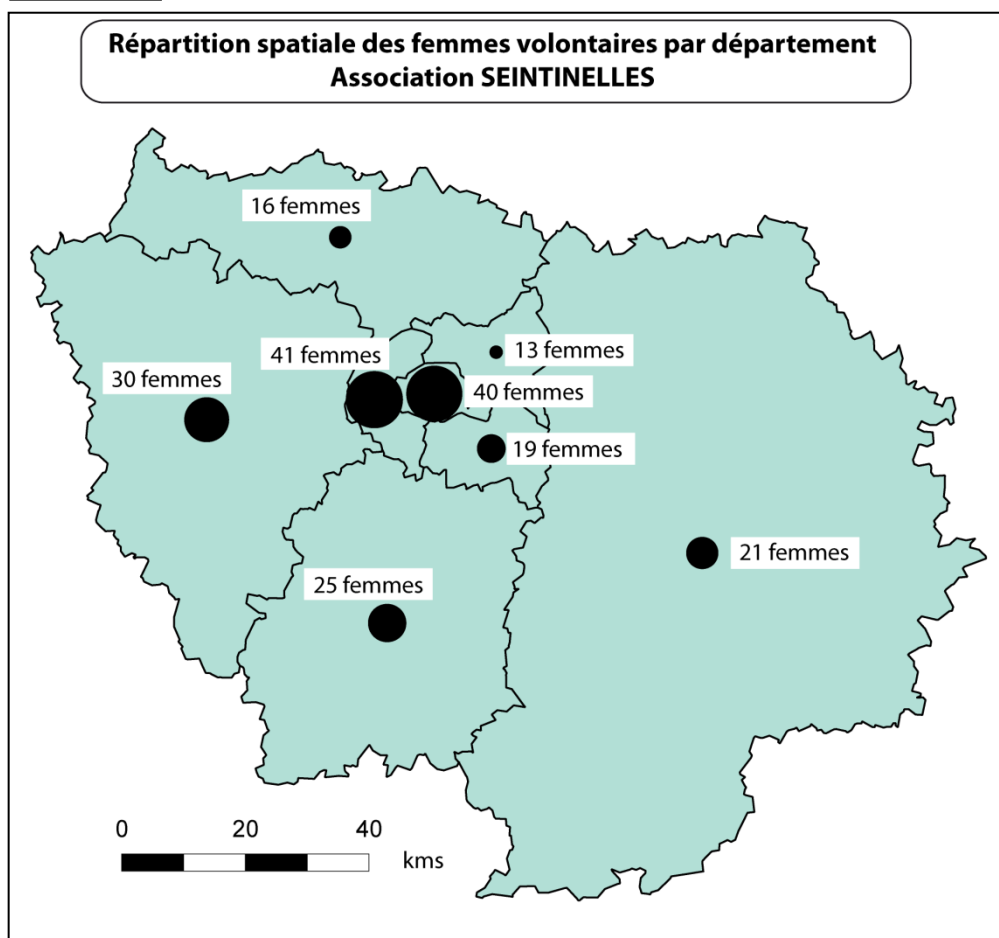 Répartition spatiale des femmes volontaires par département
Association SEINTINELLES
16 femmes
41 femmes
13 femmes
30 femmes
40 femmes
19 femmes
21 femmes
25 femmes
0 20 40
kms